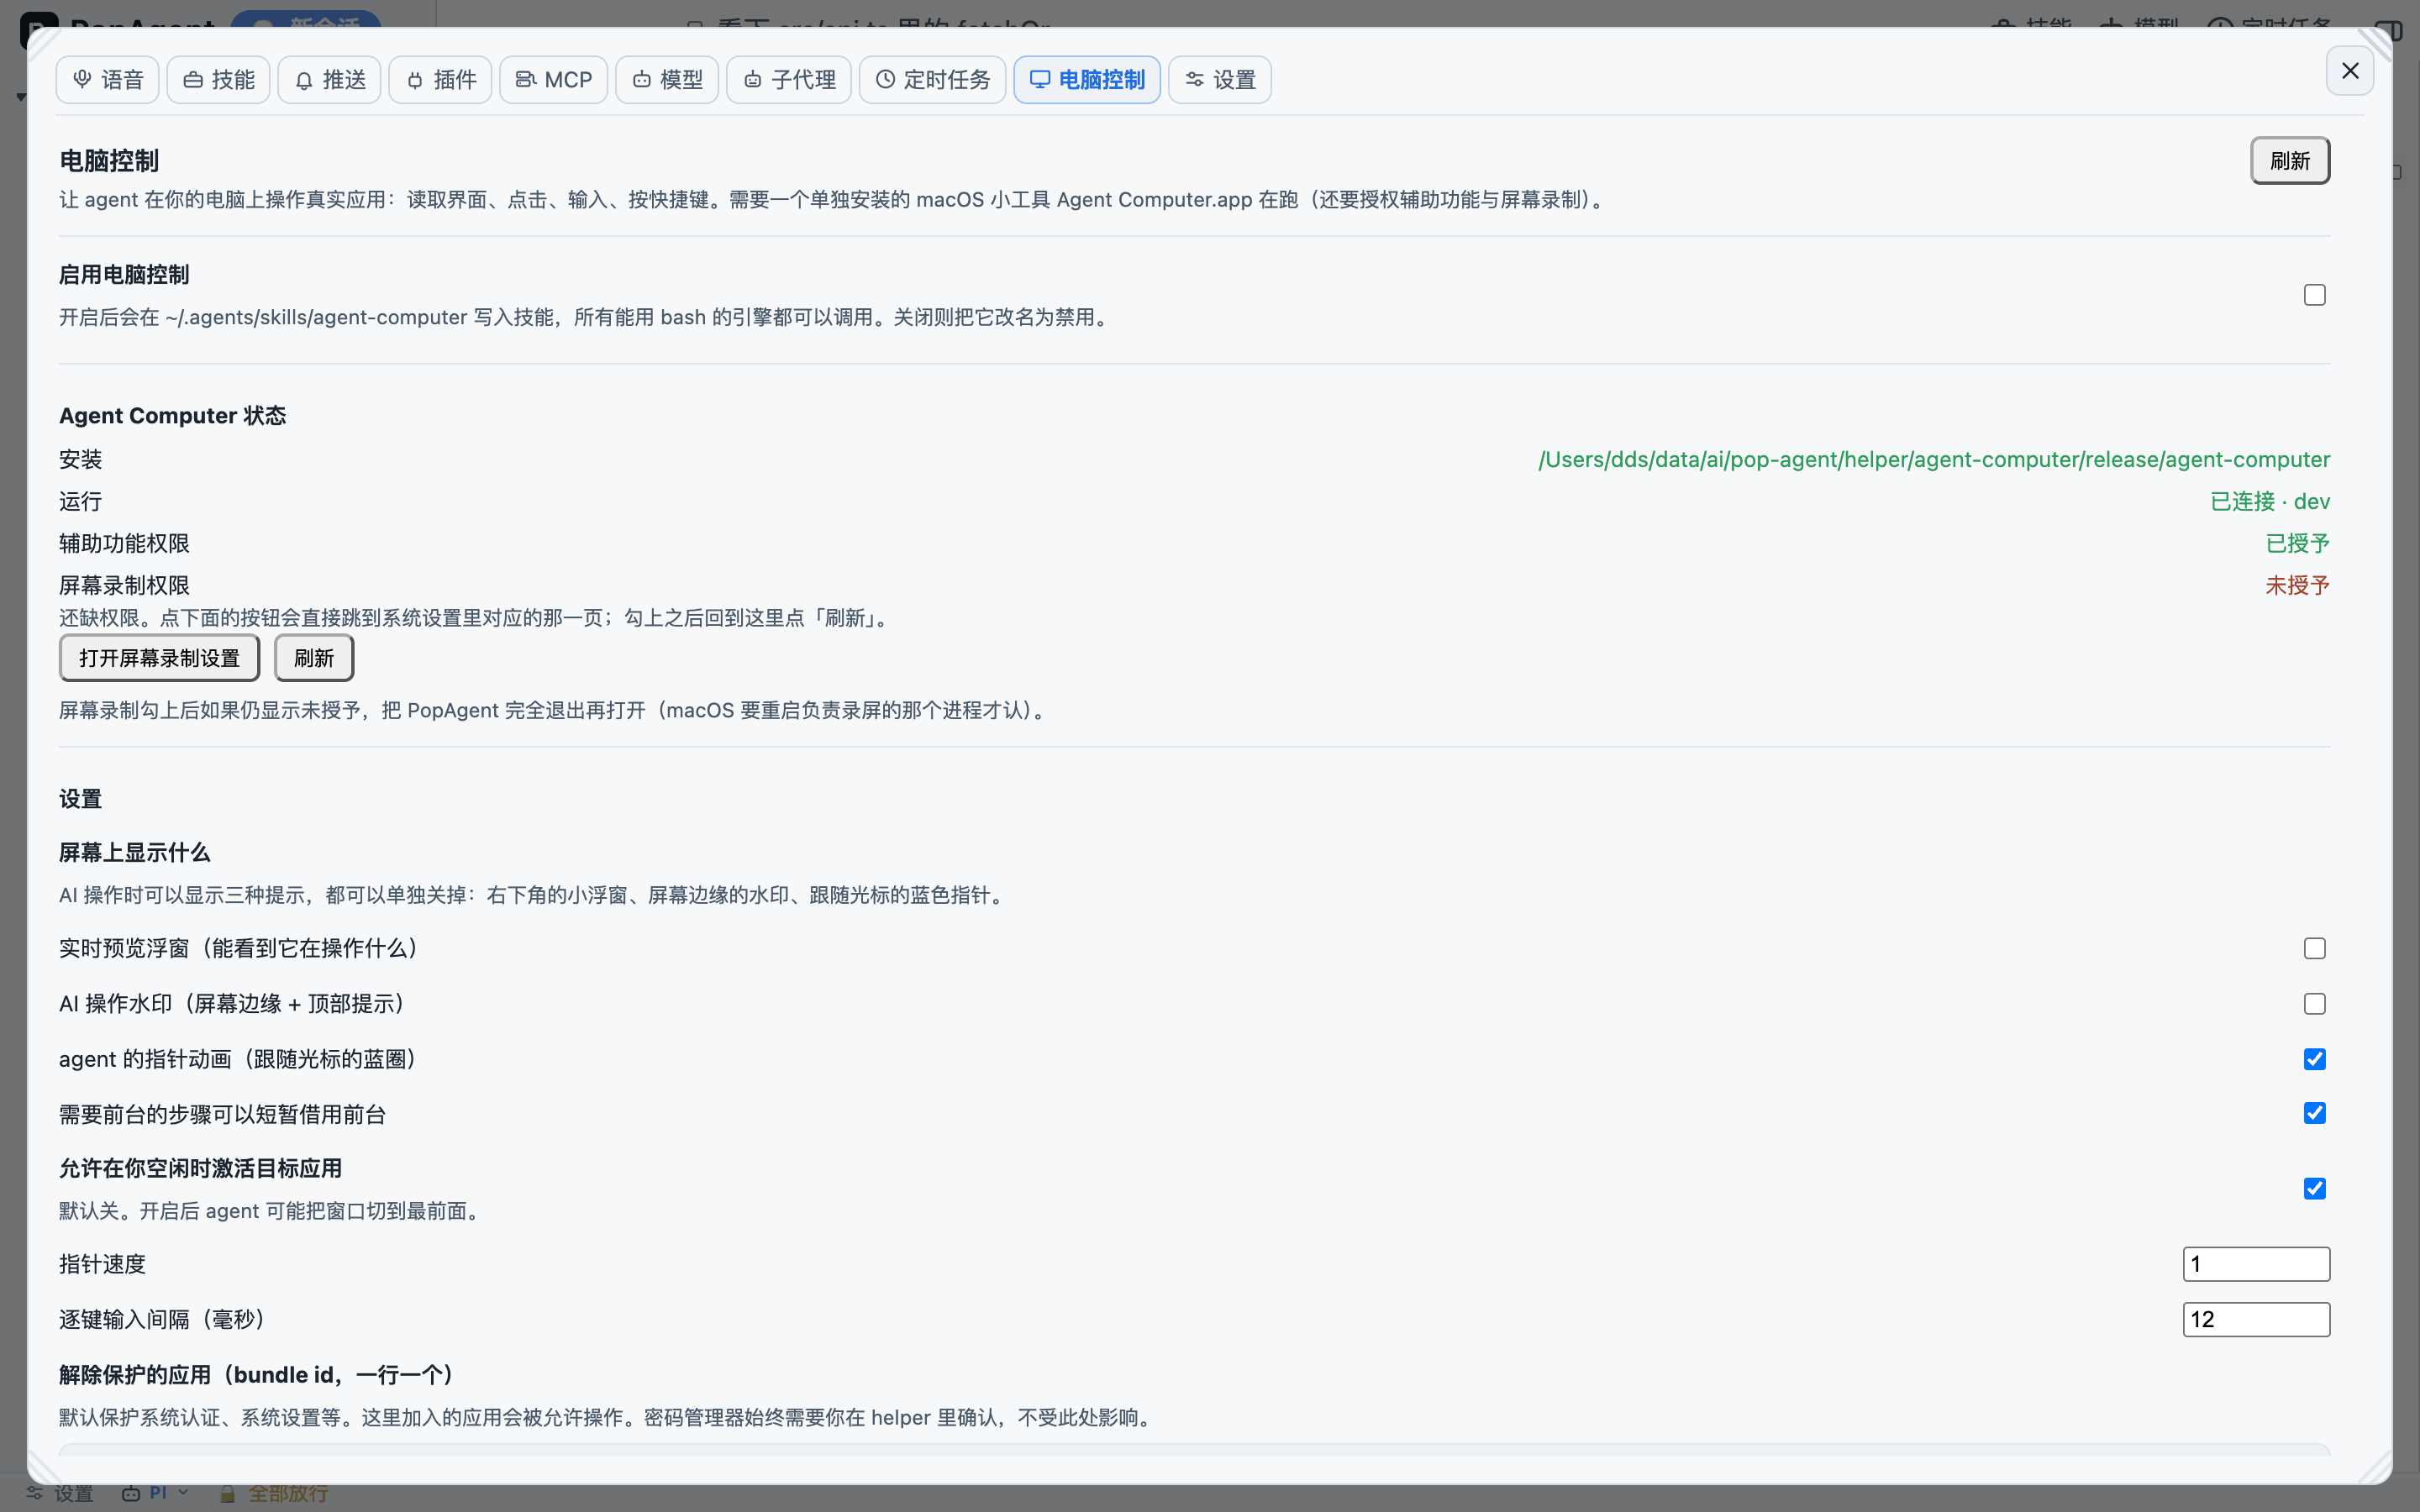 语音 技能 推送 插件 MCP 模型 子代理 定时任务 电脑控制 设置
电脑控制
刷新
让 agent 在你的电脑上操作真实应用：读取界面、点击、输入、按快捷键。需要一个单独安装的 macOS 小工具 Agent Computer.app 在跑（还要授权辅助功能与屏幕录制）。
启用电脑控制
开启后会在 ~/.agents/skills/agent-computer 写入技能，所有能用 bash 的引擎都可以调用。关闭则把它改名为禁用。
Agent Computer 状态
安装 /Users/dds/data/ai/pop-agent/helper/agent-computer/release/agent-computer
运行 已连接 · dev
辅助功能权限 已授予
屏幕录制权限 未授予
还缺权限。点下面的按钮会直接跳到系统设置里对应的那一页；勾上之后回到这里点「刷新」。
打开屏幕录制设置 刷新
屏幕录制勾上后如果仍显示未授予，把 PopAgent 完全退出再打开（macOS 要重启负责录屏的那个进程才认）。
设置
屏幕上显示什么
AI 操作时可以显示三种提示，都可以单独关掉：右下角的小浮窗、屏幕边缘的水印、跟随光标的蓝色指针。
实时预览浮窗（能看到它在操作什么）
AI 操作水印（屏幕边缘 + 顶部提示）
agent 的指针动画（跟随光标的蓝圈）
需要前台的步骤可以短暂借用前台
允许在你空闲时激活目标应用
默认关。开启后 agent 可能把窗口切到最前面。
指针速度 1
逐键输入间隔（毫秒） 12
解除保护的应用（bundle id，一行一个）
默认保护系统认证、系统设置等。这里加入的应用会被允许操作。密码管理器始终需要你在 helper 里确认，不受此处影响。
设置 PI 全部放行